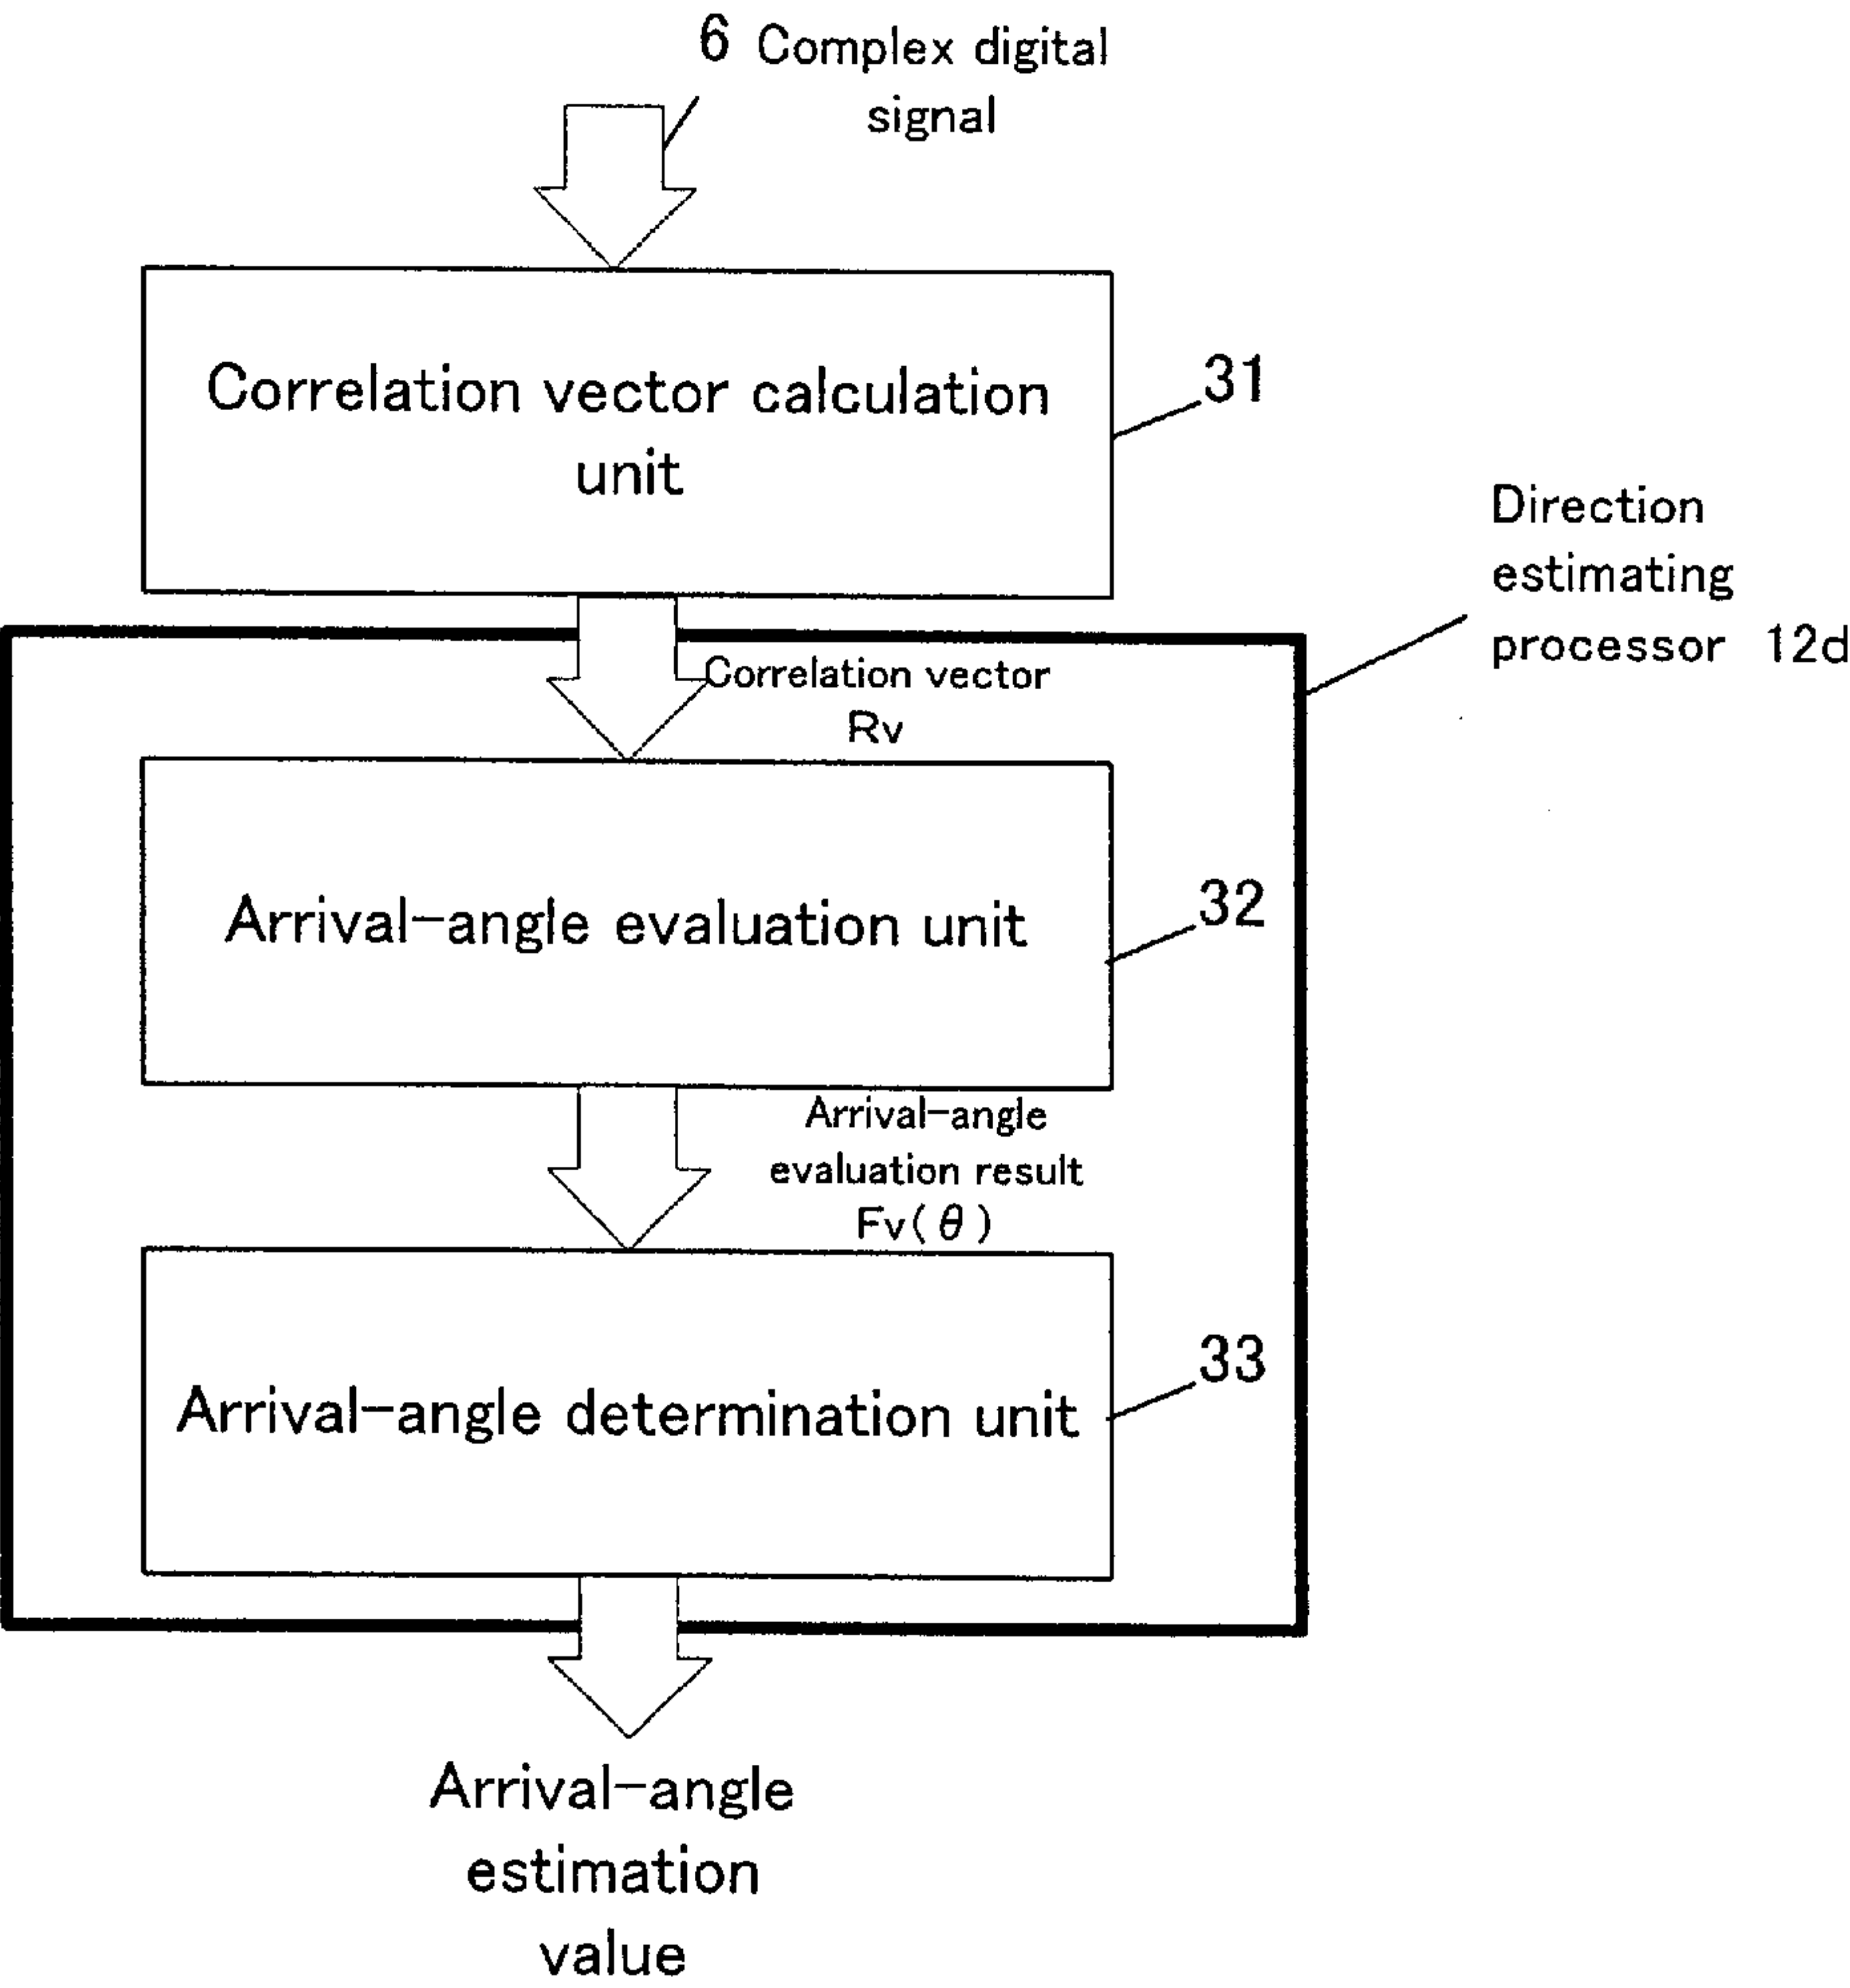 6 Complex digital
signal
Correlation vector calculation
unit
31
Direction
estimating
processor 12d
Correlation vector
Rv
Arrival-angle evaluation unit
32
Arrival-angle
evaluation result
Fv(θ)
Arrival-angle determination unit
33
Arrival-angle
estimation
value